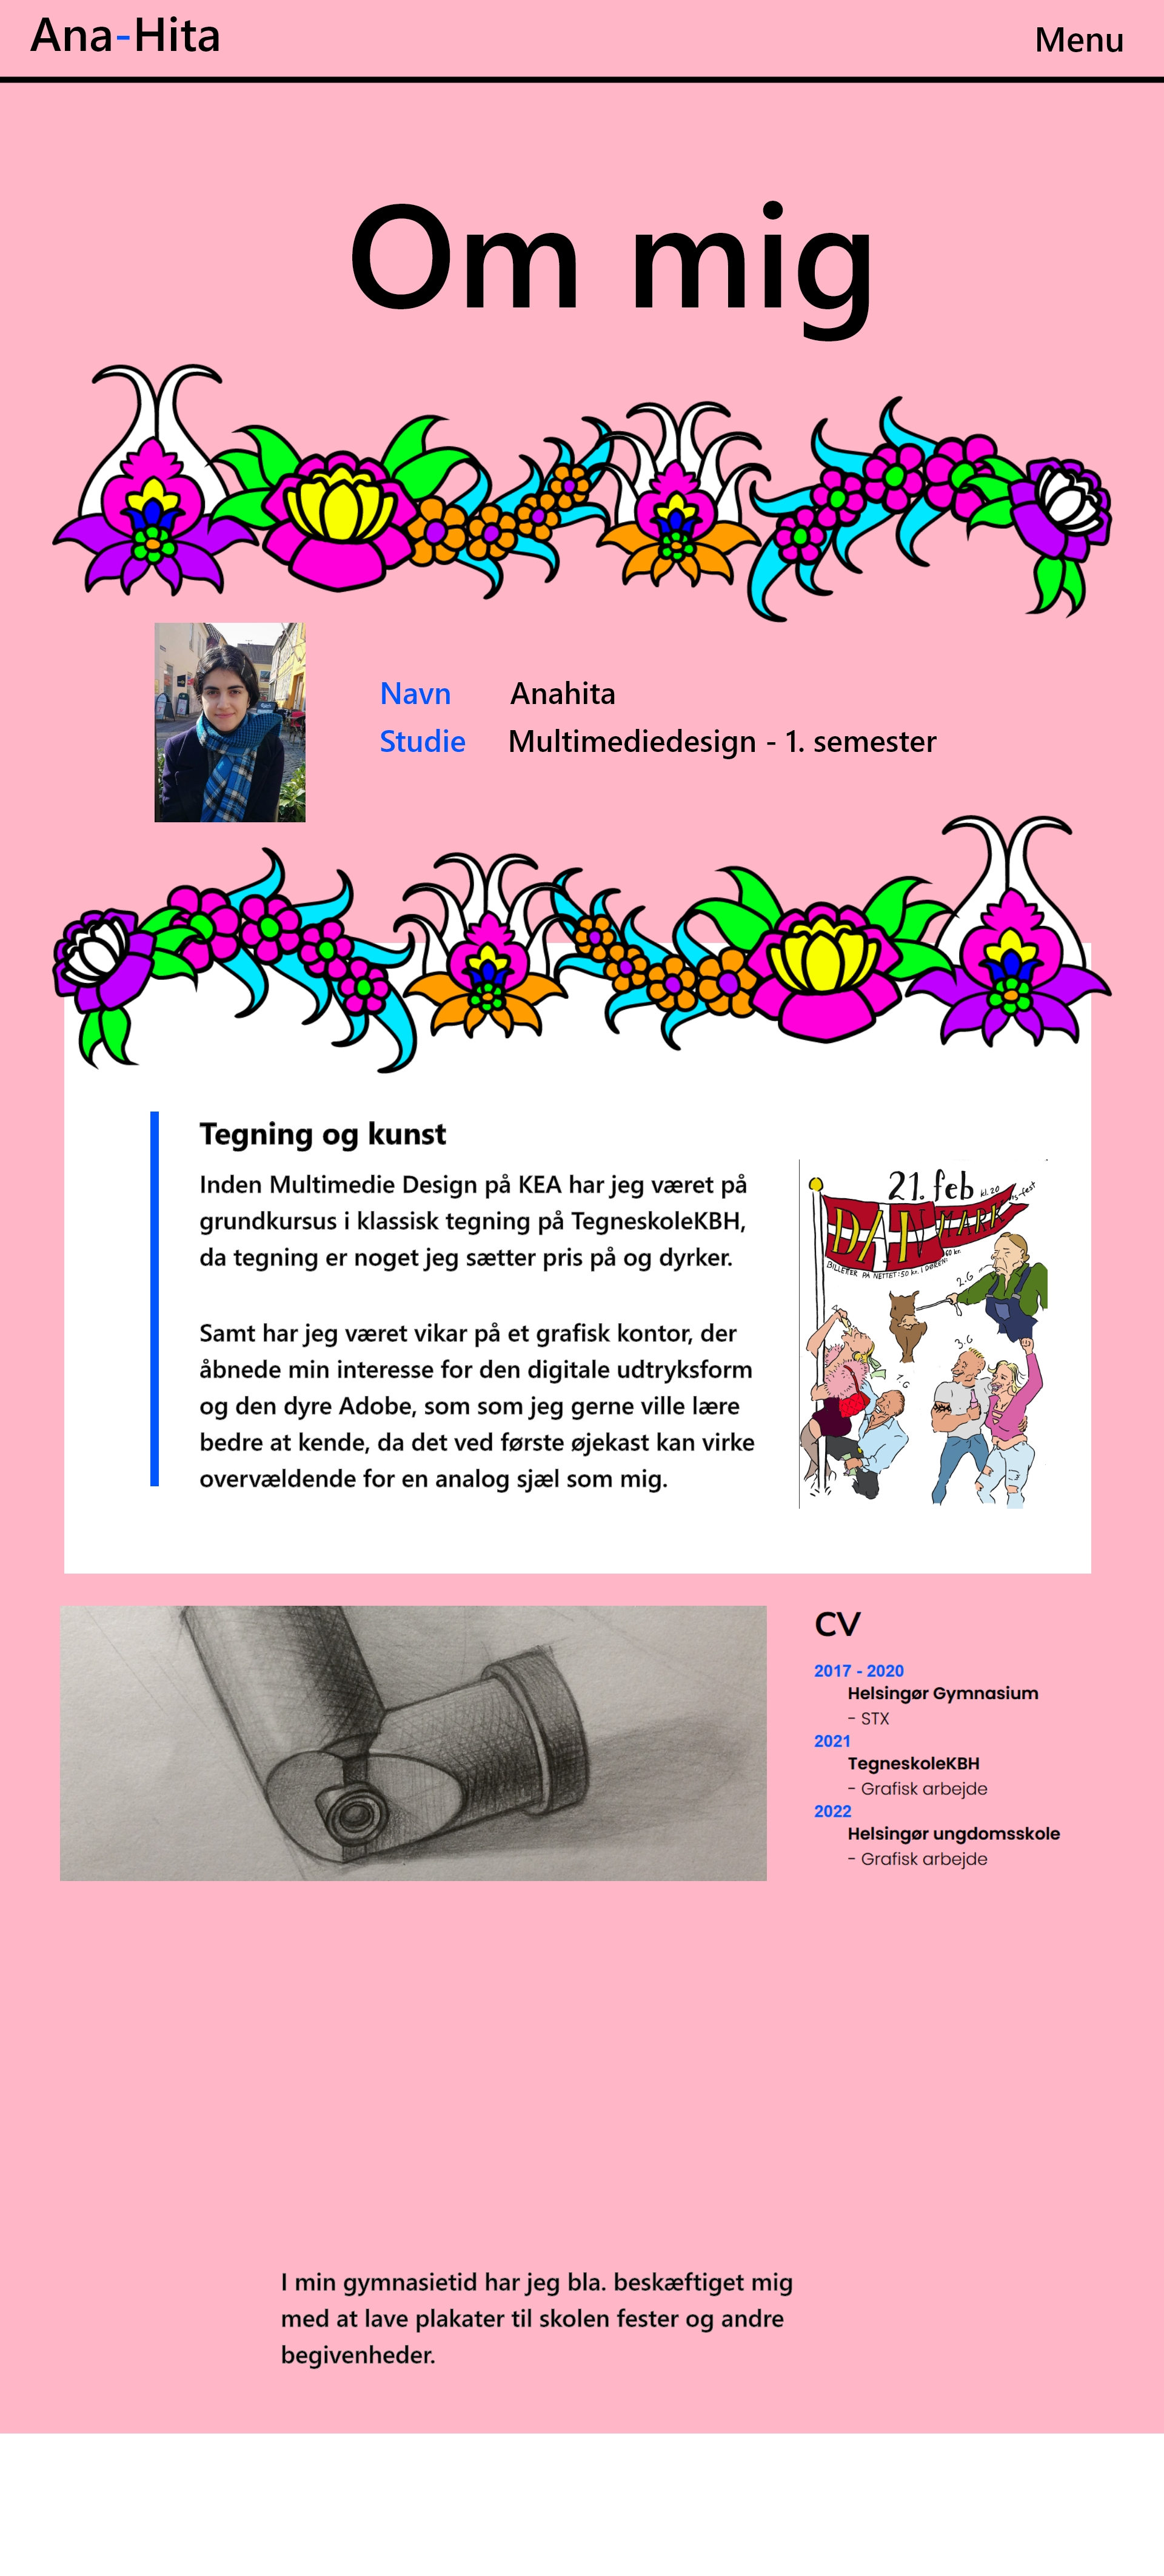 Ana-Hita
Menu
Om mig
Navn Anahita
Studie Multimediedesign - 1. semester
Tegning og kunst
Inden Multimedie Design på KEA har jeg været på
grundkursus i klassisk tegning på TegneskoleKBH,
da tegning er noget jeg sætter pris på og dyrker.
Samt har jeg været vikar på et grafisk kontor, der
åbnede min interesse for den digitale udtryksform
og den dyre Adobe, som som jeg gerne ville lære
bedre at kende, da det ved første øjekast kan virke
overvældende for en analog sjæl som mig.
21. feb kl. 20
DANMARK
BILLETER PÅ NETTET: 50 kr. I DØREN: 60 kr.
2.G
3.G
1.G
CV
2017 - 2020
Helsingør Gymnasium
- STX
2021
TegneskoleKBH
- Grafisk arbejde
2022
Helsingør ungdomsskole
- Grafisk arbejde
I min gymnasietid har jeg bla. beskæftiget mig
med at lave plakater til skolen fester og andre
begivenheder.